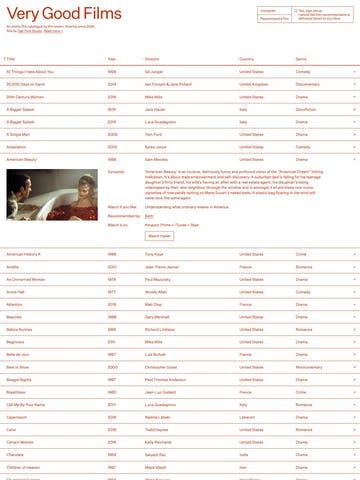 Very Good Films
An online film catalogue by film lovers, sharing since 2020.
Site by Fiasco Design. Read more ↓
Instagram
Recommend a film
Yes, sign me up.
I would like film recommendations
delivered direct to my inbox.
↑ Title Year Director Country Genre
10 Things I Hate About You 1999 Gil Junger United States Comedy +
20,000 Days on Earth 2014 Iain Forsyth & Jane Pollard United Kingdom Documentary +
20th Century Women 2016 Mike Mills United States Drama +
A Bigger Splash 1974 Jack Hazan Italy Docufiction +
A Bigger Splash 2015 Luca Guadagnino Italy Drama +
A Single Man 2009 Tom Ford United States Drama +
Adaptation 2002 Spike Jonze United States Comedy +
American Beauty 1999 Sam Mendes United States Drama -
Synopsis: "American Beauty" is an incisive, deliciously funny and profound vision of the "American Dream" falling
meltdown. It's about male empowerment and self-discovery. A suburban dad is falling for his teenage
daughter's flirty friend, his wife's having an affair with a real estate agent, his daughter's being
videotaped by their new neighbour through the window and in amongst it all are these now iconic
vignettes of rose petals raining on Mena Suvari's naked body. A plastic bag floating in the wind will
never look the same again.
Watch if you like: Understanding what ordinary means in America.
Recommended by: Bern
Watch it on: Amazon Prime + iTunes + Stan
Watch trailer
American History X 1998 Tony Kaye United States Crime +
Amélie 2001 Jean-Pierre Jeunet France Romance +
An Unmarried Woman 1978 Paul Mazursky United States Drama +
Annie Hall 1977 Woody Allen United States Comedy +
Atlantics 2019 Mati Diop France Drama +
Beaches 1988 Garry Marshall United States Drama +
Before Sunrise 1995 Richard Linklater United States Romance +
Beginners 2011 Mike Mills United States Drama +
Belle de Jour 1967 Luis Buñuel France Drama +
Best in Show 2000 Christopher Guest United States Mockumentary +
Boogie Nights 1997 Paul Thomas Anderson United States Drama +
Breathless 1960 Jean-Luc Godard France Crime +
Call Me By Your Name 2017 Luca Guadagnino Italy Romance +
Capernaum 2018 Nadine Labaki Lebanon Drama +
Carol 2015 Todd Haynes United States Romance +
Certain Women 2016 Kelly Reichardt United States Drama +
Charulata 1964 Satyajit Ray India Drama +
Children of Heaven 1997 Majid Majidi Iran Drama +